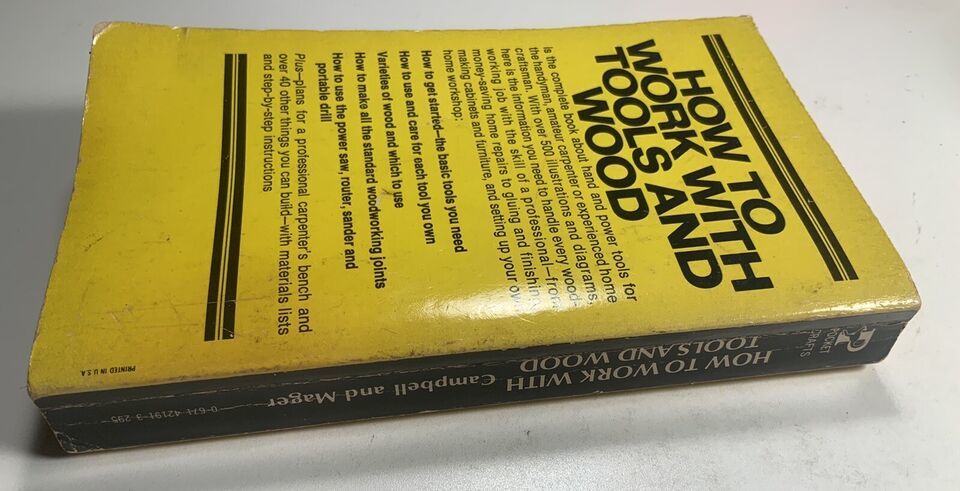 HOW TO
WORK WITH
TOOLS AND
WOOD
is the complete book about hand and power tools for
the handyman, amateur carpenter or experienced home
craftsman. With over 500 illustrations and diagrams,
here is the information you need to handle every wood-
working job with the skill of a professional—from
money-saving home repairs to gluing and finishing,
making cabinets and furniture, and setting up your own
home workshop:
How to get started—the basic tools you need
How to use and care for each tool you own
Varieties of wood and which to use
How to make all the standard woodworking joints
How to use the power saw, router, sander and
portable drill
Plus—plans for a professional carpenter's bench and
over 40 other things you can build—with materials lists
and step-by-step instructions
PRINTED IN U.S.A.
POCKET
CRAFTS
HOW TO WORK WITH
TOOLS AND WOOD
Campbell and Mager
0-671-42191-3 295